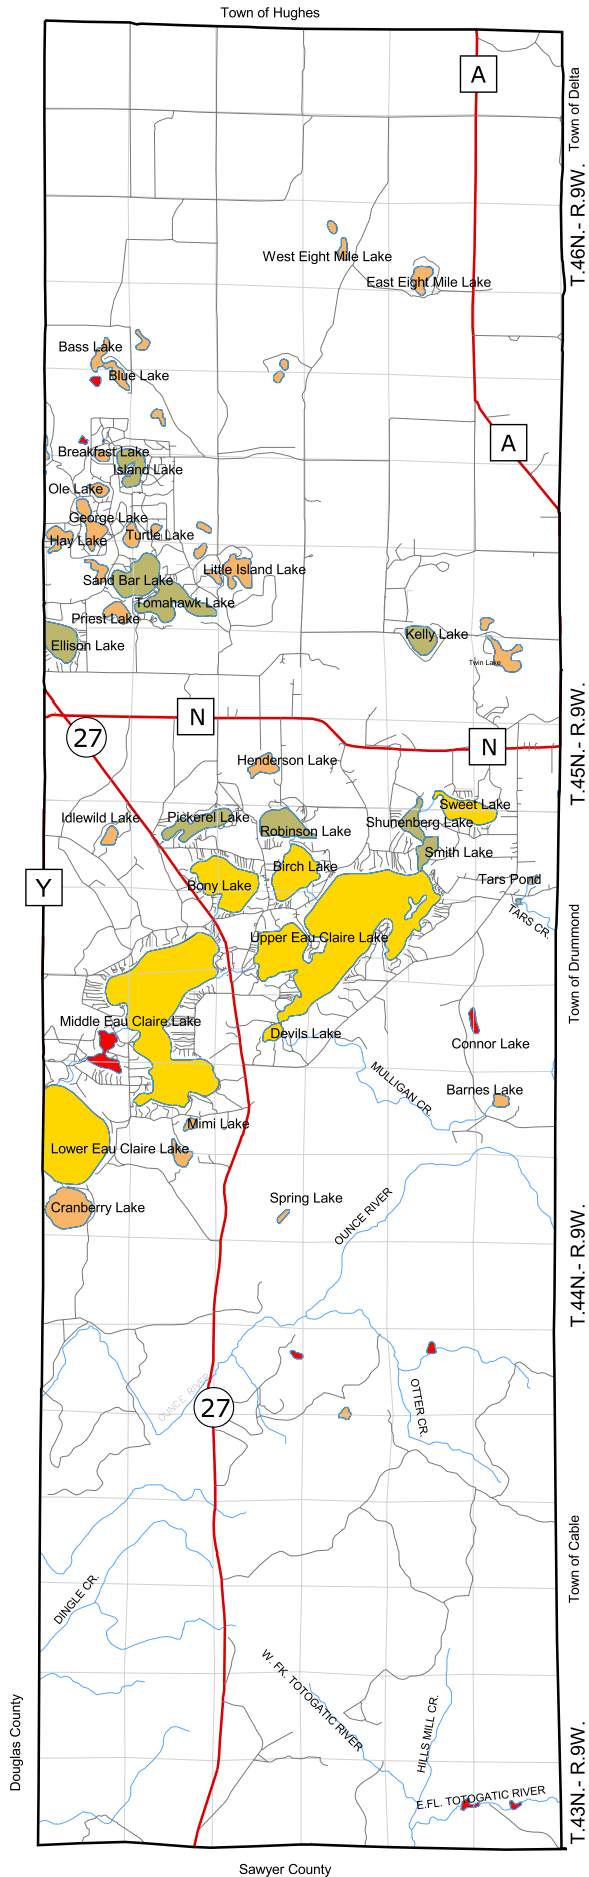 Town of Hughes
A
Town of Delta
T.46N.- R.9W.
West Eight Mile Lake
East Eight Mile Lake
Bass Lake
Blue Lake
A
Breakfast Lake
Island Lake
Ole Lake
George Lake
Hay Lake
Turtle Lake
Little Island Lake
Sand Bar Lake
Tomahawk Lake
Priest Lake
Kelly Lake
Ellison Lake
Twin Lake
T.45N.- R.9W.
N
27
N
Henderson Lake
Sweet Lake
Idlewild Lake
Pickerel Lake
Shunenberg Lake
Robinson Lake
Smith Lake
Birch Lake
Tars Pond
Y
Bony Lake
TARS CR.
Town of Drummond
Upper Eau Claire Lake
Middle Eau Claire Lake
Devils Lake
Connor Lake
MULLIGAN CR.
Barnes Lake
Mimi Lake
Lower Eau Claire Lake
Spring Lake
Cranberry Lake
OUNCE RIVER
T.44N.- R.9W.
OUNCE RIVER
27
OTTER CR.
Town of Cable
DINGLE CR.
W. FK. TOTOGATIC RIVER
HILLS MILL CR.
Douglas County
E.FL. TOTOGATIC RIVER
T.43N.- R.9W.
Sawyer County